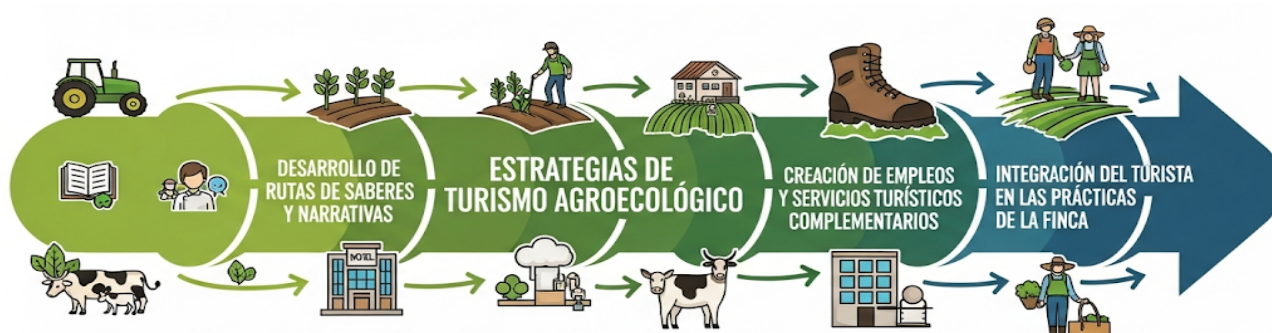 DESARROLLO DE
RUTAS DE SABERES
Y NARRATIVAS
ESTRATEGIAS DE
TURISMO AGROECOLÓGICO
CREACIÓN DE EMPLEOS
Y SERVICIOS TURÍSTICOS
COMPLEMENTARIOS
INTEGRACIÓN DEL TURISTA
EN LAS PRÁCTICAS
DE LA FINCA